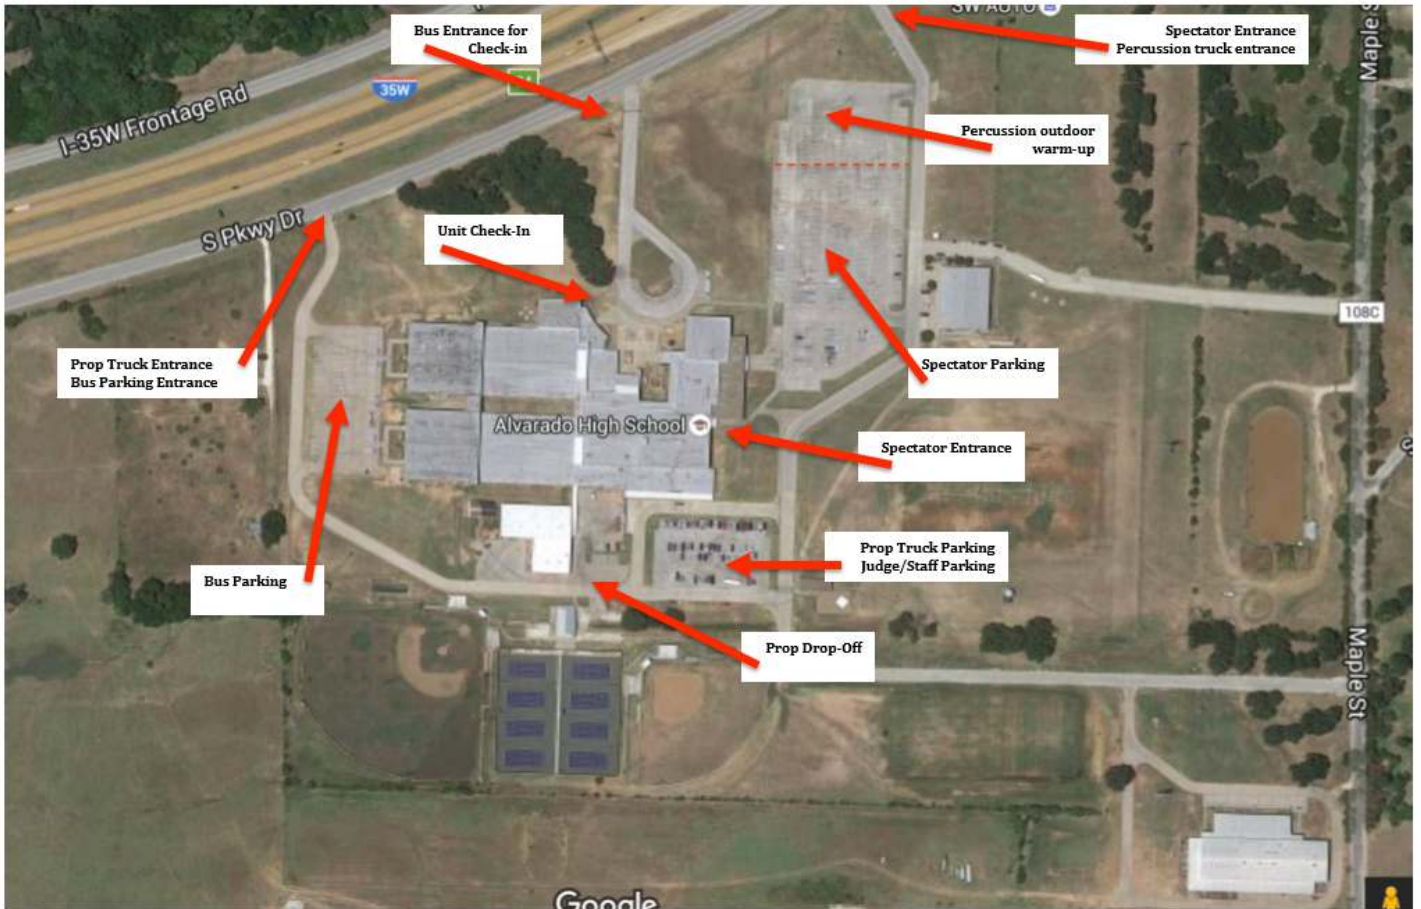 SW AUTO
Bus Entrance for
Check-in
Spectator Entrance
Percussion truck entrance
Maple S
35W
I-35W Frontage Rd
Percussion outdoor
warm-up
S Pkwy Dr
Unit Check-In
108C
Prop Truck Entrance
Bus Parking Entrance
Spectator Parking
Alvarado High School
Spectator Entrance
Prop Truck Parking
Judge/Staff Parking
Bus Parking
Prop Drop-Off
Maple St
Google